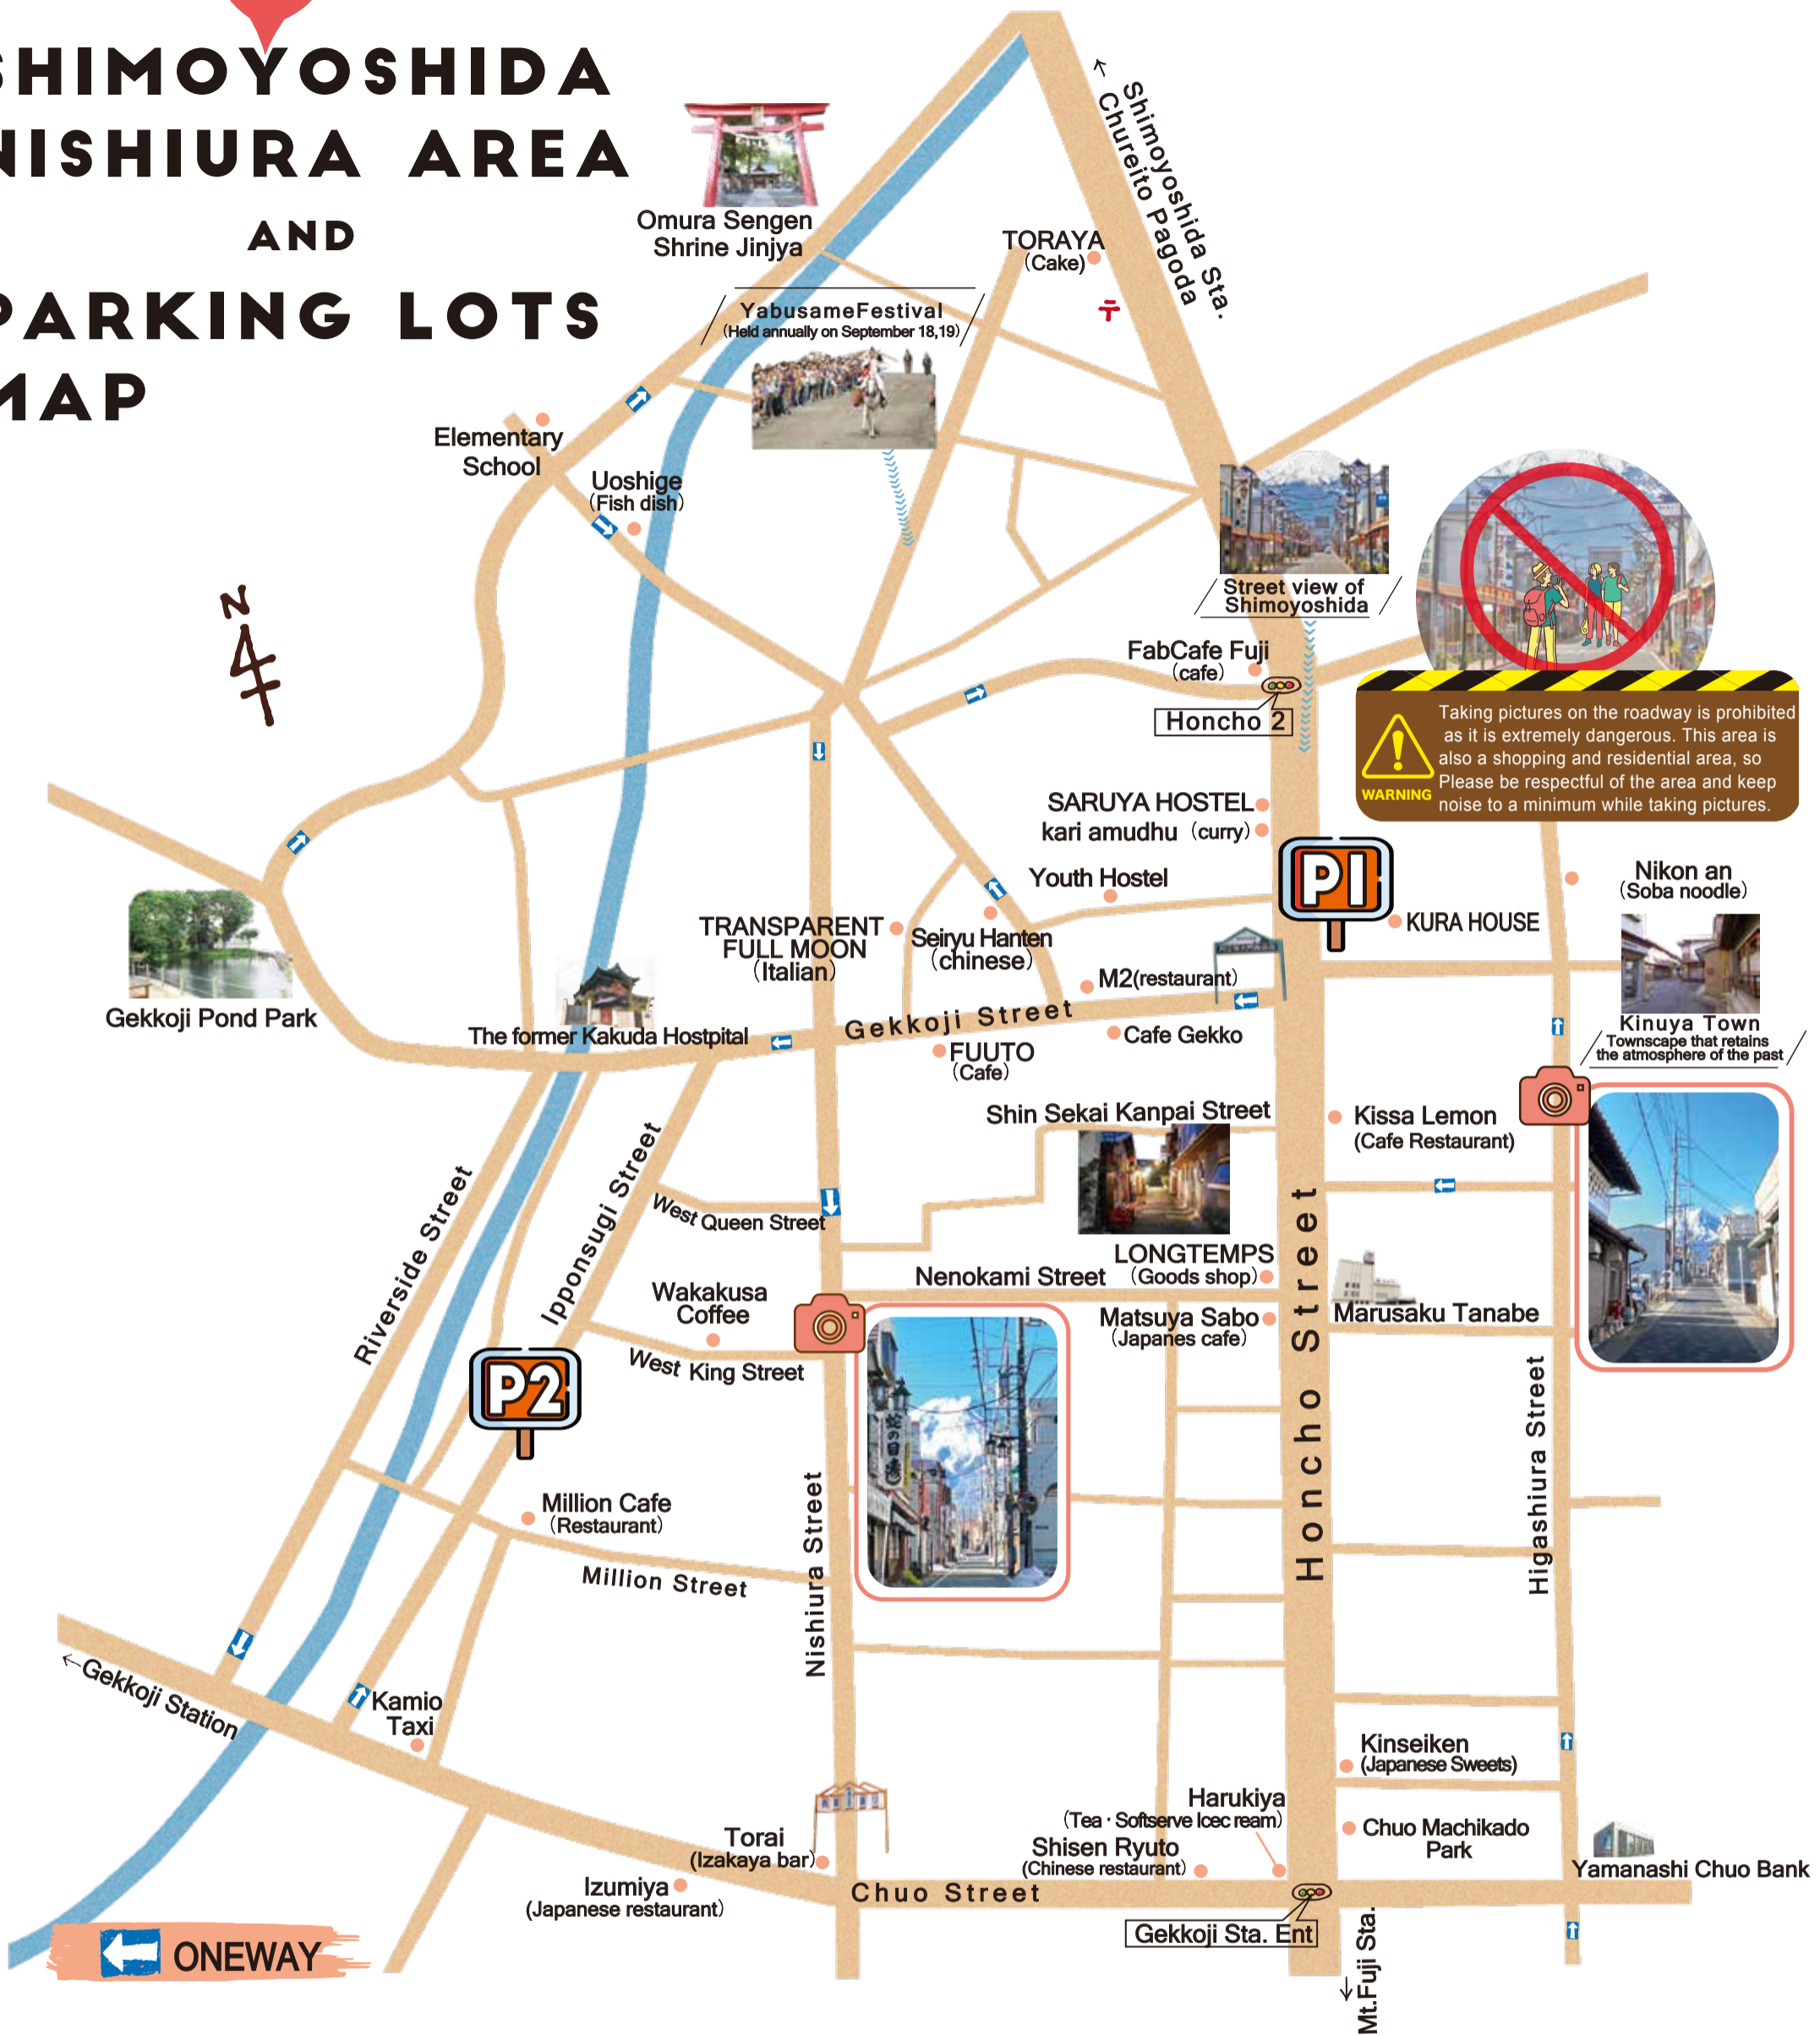 SHIMOYOSHIDA
NISHIURA AREA
AND
PARKING LOTS
MAP
← Shimoyoshida Sta.
Chureito Pagoda
Omura Sengen
Shrine Jinjya
TORAYA
(Cake)
YabusameFestival
(Held annually on September 18,19)
Elementary
School
Uoshige
(Fish dish)
N
Street view of
Shimoyoshida
FabCafe Fuji
(cafe)
Honcho 2
WARNING
Taking pictures on the roadway is prohibited
as it is extremely dangerous. This area is
also a shopping and residential area, so
Please be respectful of the area and keep
noise to a minimum while taking pictures.
SARUYA HOSTEL
kari amudhu (curry)
P1
Youth Hostel
KURA HOUSE
Nikon an
(Soba noodle)
TRANSPARENT
FULL MOON
(Italian)
Seiryu Hanten
(chinese)
M2(restaurant)
Gekkoji Pond Park
The former Kakuda Hostpital
Gekkoji Street
Cafe Gekko
FUUTO
(Cafe)
Kinuya Town
Townscape that retains
the atmosphere of the past
Shin Sekai Kanpai Street
Kissa Lemon
(Cafe Restaurant)
Riverside Street
Ipponsugi Street
West Queen Street
Honcho Street
LONGTEMPS
(Goods shop)
Nenokami Street
Wakakusa
Coffee
Matsuya Sabo
(Japanes cafe)
Marusaku Tanabe
West King Street
P2
蛇の目湯し
Higashiura Street
Nishiura Street
Million Cafe
(Restaurant)
Million Street
←Gekkoji Station
Kamio
Taxi
Kinseiken
(Japanese Sweets)
Harukiya
(Tea・Softserve Icec ream)
Chuo Machikado
Park
Torai
(Izakaya bar)
Shisen Ryuto
(Chinese restaurant)
Yamanashi Chuo Bank
Izumiya
(Japanese restaurant)
Chuo Street
Gekkoji Sta. Ent
← Mt.Fuji Sta.
ONEWAY